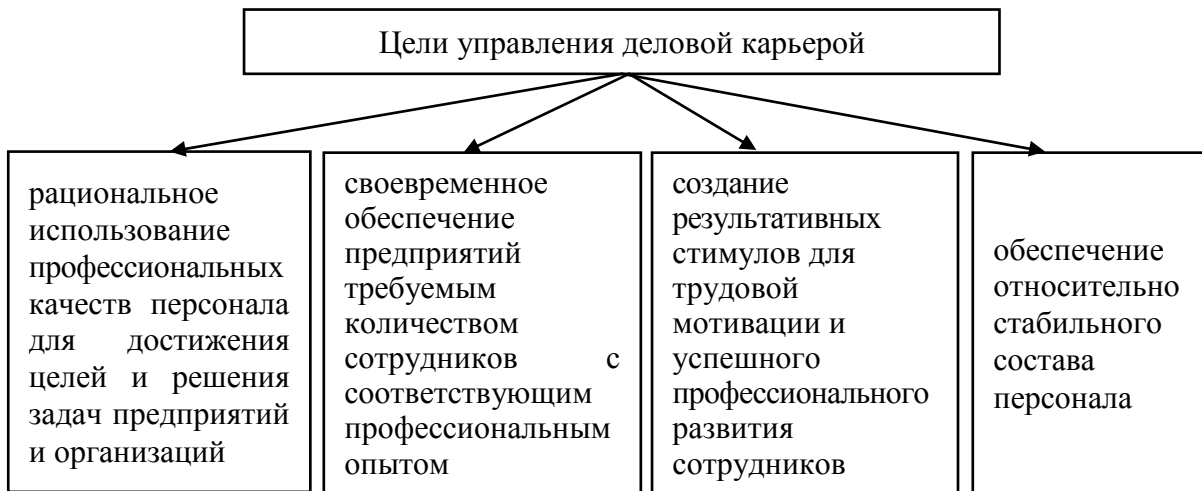 Цели управления деловой карьерой
рациональное
использование
профессиональных
качеств персонала
для достижения
целей и решения
задач предприятий
и организаций
своевременное
обеспечение
предприятий
требуемым
количеством
сотрудников с
соответствующим
профессиональным
опытом
создание
результативных
стимулов для
трудовой
мотивации и
успешного
профессионального
развития
сотрудников
обеспечение
относительно
стабильного
состава
персонала